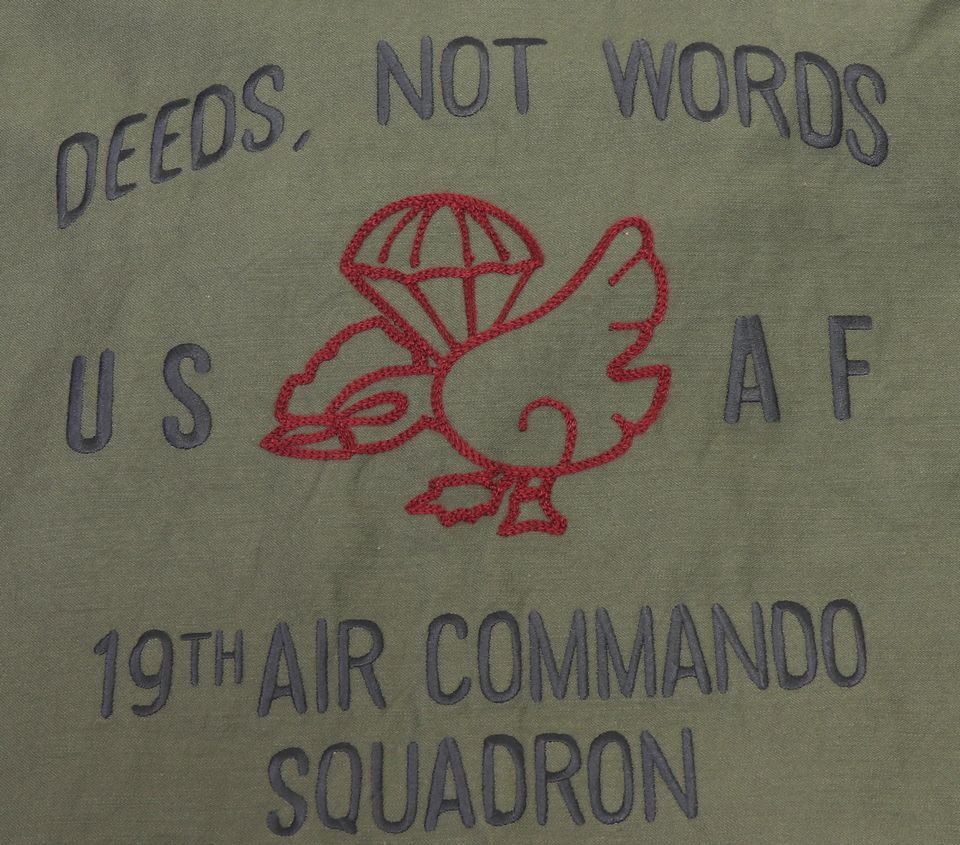 DEEDS, NOT WORDS
US AF
19TH AIR COMMANDO
SQUADRON